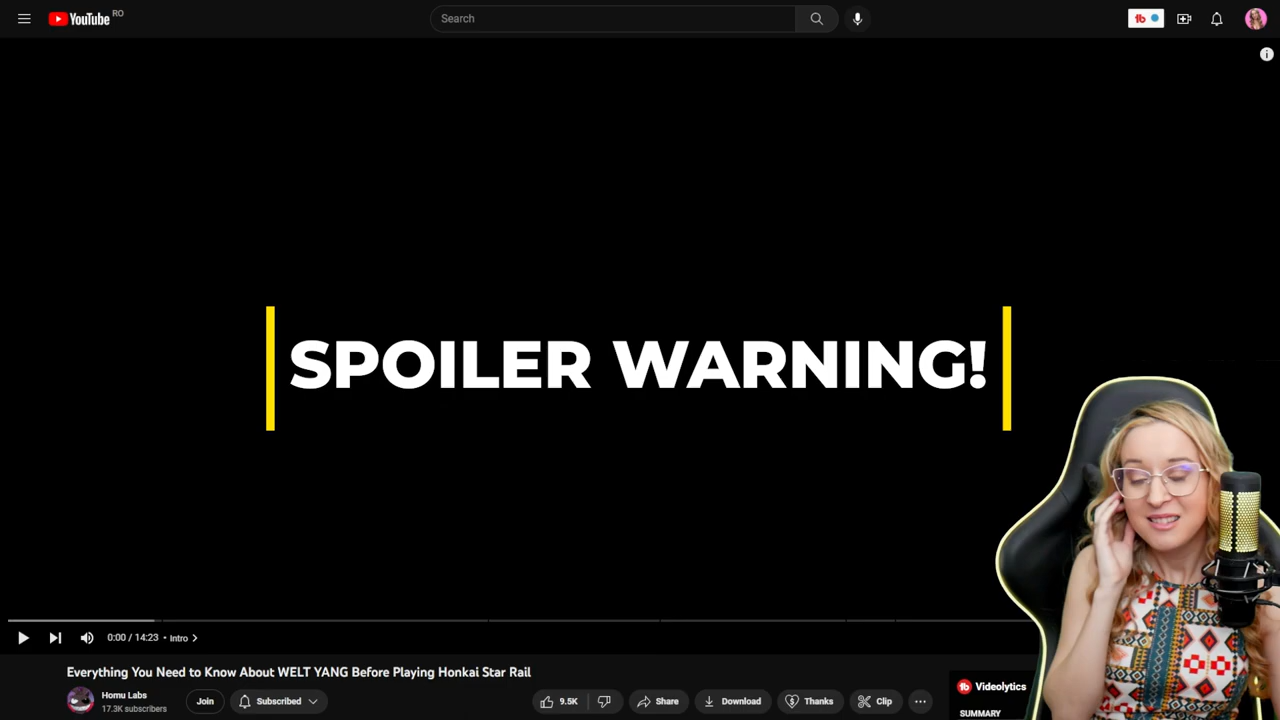 YouTube RO
Search
SPOILER WARNING!
0:00 / 14:23 • Intro
Everything You Need to Know About WELT YANG Before Playing Honkai Star Rail
Homu Labs
17.3K subscribers
Join
Subscribed
9.5K
Share
Download
Thanks
Clip
Videolytics
SUMMARY